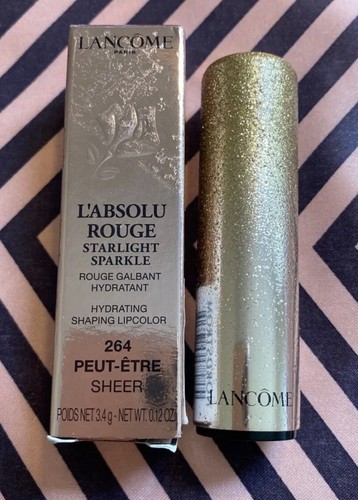 LANCÔME
PARIS
L'ABSOLU
ROUGE
STARLIGHT
SPARKLE
ROUGE GALBANT
HYDRATANT
HYDRATING
SHAPING LIPCOLOR
264
PEUT-ÊTRE
SHEER
POIDS NET 3.4 g - NET WT. 0.12 OZ
LANCÔME